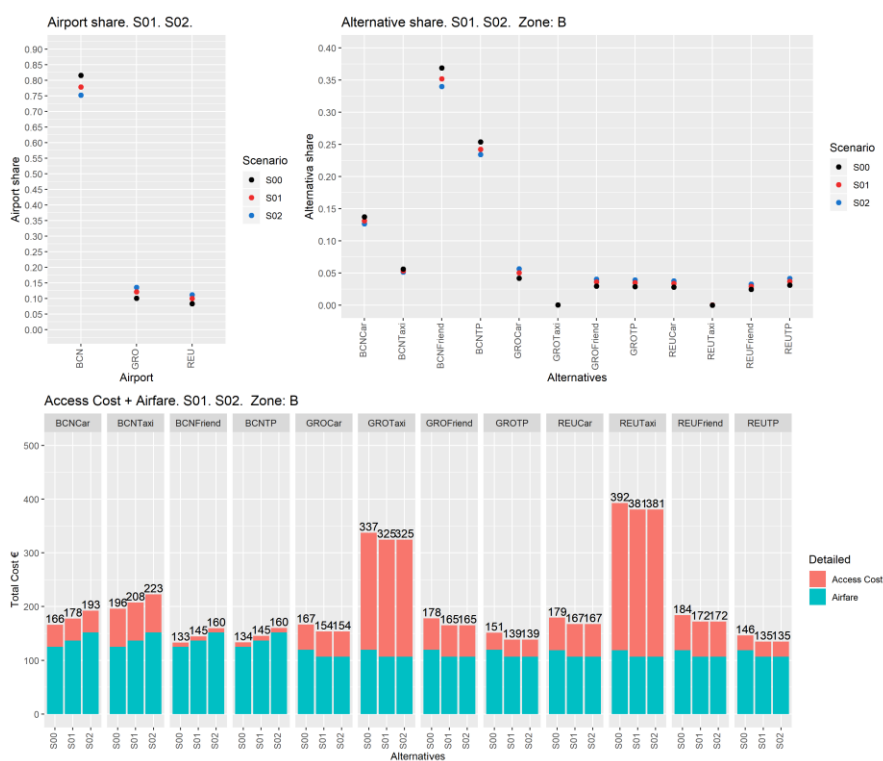 Airport share. S01. S02.
0.90
0.85
0.80
0.75
0.70
0.65
0.60
0.55
0.50
0.45
0.40
0.35
0.30
0.25
0.20
0.15
0.10
0.05
0.00
Airport share
BCN
GRO
REU
Airport
Scenario
S00
S01
S02
Alternative share. S01. S02. Zone: B
0.40
0.35
0.30
0.25
0.20
0.15
0.10
0.05
0.00
Alternativa share
BCNCar
BCNTaxi
BCNFriend
BCNTP
GROCar
GROTaxi
GROFriend
GROTP
REUCar
REUTaxi
REUFriend
REUTP
Alternatives
Scenario
S00
S01
S02
Access Cost + Airfare. S01. S02. Zone: B
BCNCar BCNTaxi BCNFriend BCNTP GROCar GROTaxi GROFriend GROTP REUCar REUTaxi REUFriend REUTP
500
400
300
200
100
0
Total Cost €
166 178 193
196 208 223
133 145 160
134 145 160
167 154 154
337 325 325
178 165 165
151 139 139
179 167 167
392 381 381
184 172 172
146 135 135
S00 S01 S02 S00 S01 S02 S00 S01 S02 S00 S01 S02 S00 S01 S02 S00 S01 S02 S00 S01 S02 S00 S01 S02 S00 S01 S02 S00 S01 S02 S00 S01 S02 S00 S01 S02
Alternatives
Detailed
Access Cost
Airfare